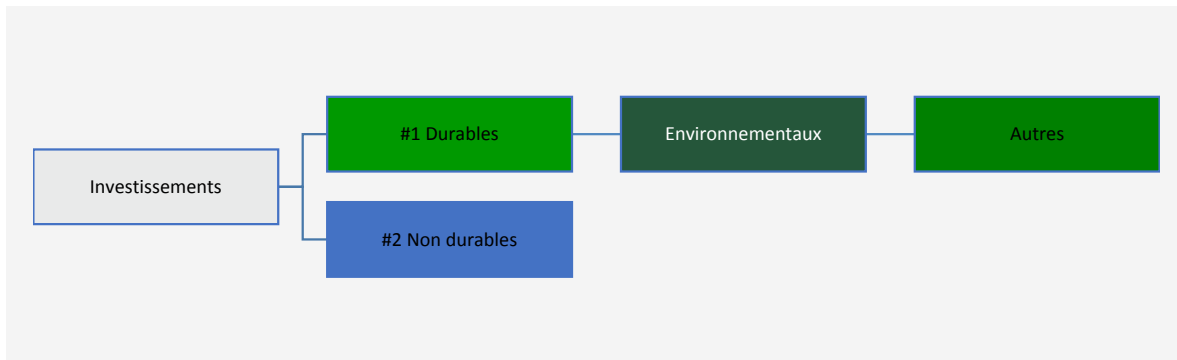 Investissements
#1 Durables
#2 Non durables
Environnementaux
Autres